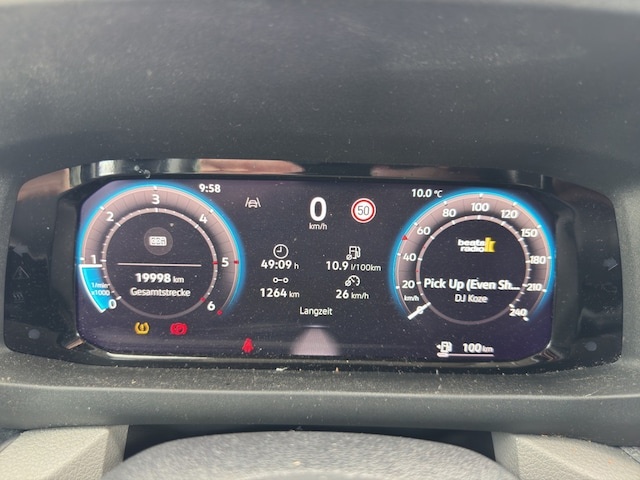 9:58
10.0 °C
1/min
x1000
0
1
2
3
4
5
6
19998 km
Gesamtstrecke
0
km/h
50
49:09 h
10.9 l/100km
1264 km
26 km/h
Langzeit
km/h
20
40
60
80
100
120
150
180
210
240
beats
radio
Pick Up (Even Sh...
DJ Koze
100 km